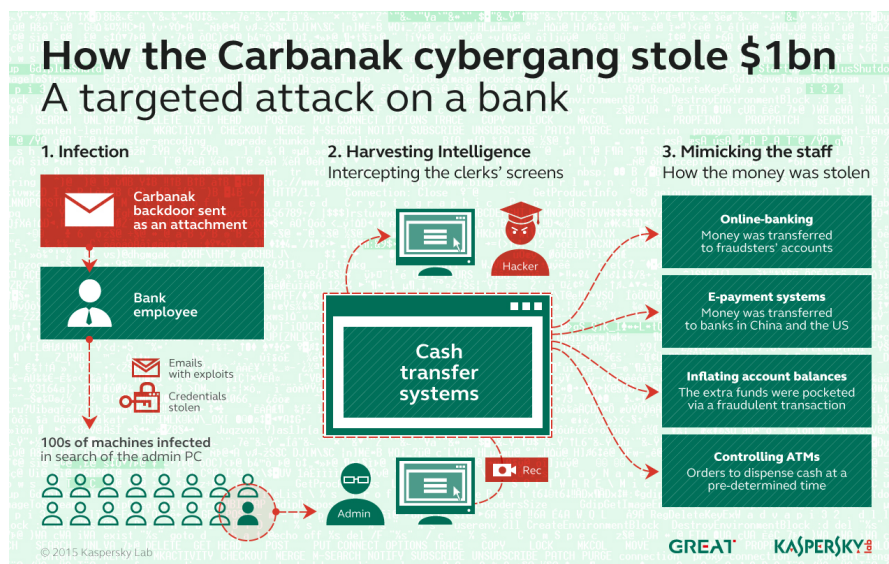 How the Carbanak cybergang stole $1bn
A targeted attack on a bank
1. Infection
Carbanak
backdoor sent
as an attachment
Bank
employee
Emails
with exploits
Credentials
stolen
100s of machines infected
in search of the admin PC
2. Harvesting Intelligence
Intercepting the clerks' screens
Hacker
Cash
transfer
systems
Rec
Admin
3. Mimicking the staff
How the money was stolen
Online-banking
Money was transferred
to fraudsters' accounts
E-payment systems
Money was transferred
to banks in China and the US
Inflating account balances
The extra funds were pocketed
via a fraudulent transaction
Controlling ATMs
Orders to dispense cash at a
pre-determined time
© 2015 Kaspersky Lab
GREAT
KASPERSKY lab